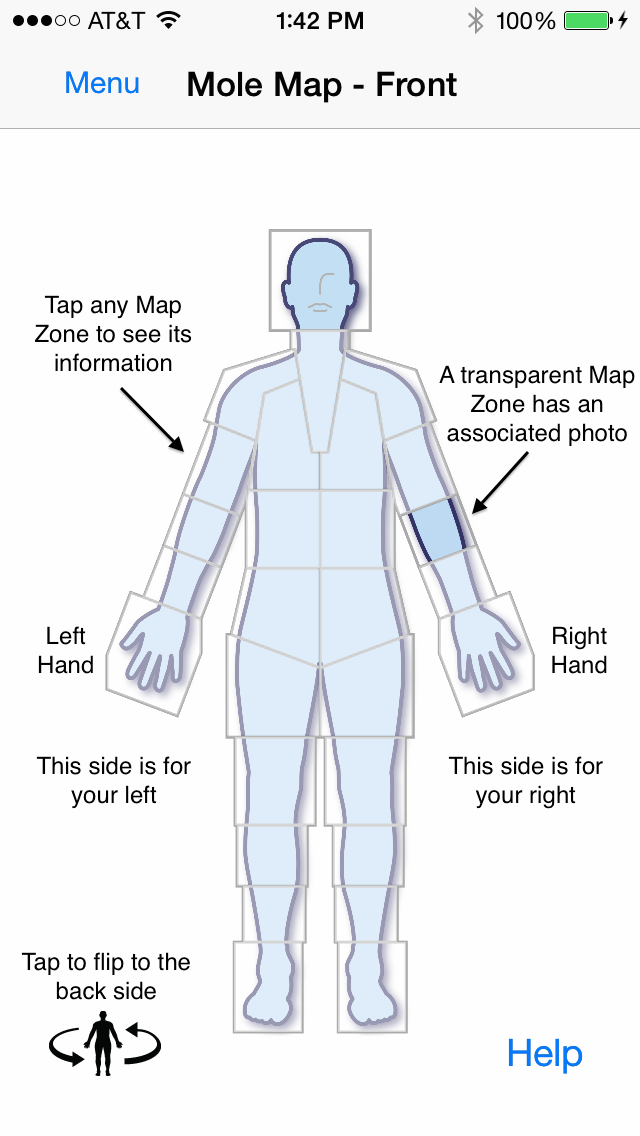 AT&T 1:42 PM 100%
Menu Mole Map - Front
Tap any Map
Zone to see its
information
A transparent Map
Zone has an
associated photo
Left
Hand
Right
Hand
This side is for
your left
This side is for
your right
Tap to flip to the
back side
Help